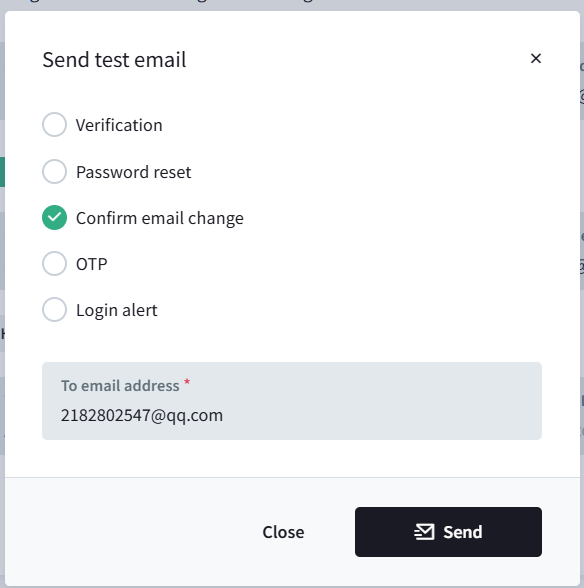 Send test email
Verification
Password reset
Confirm email change
OTP
Login alert
To email address *
2182802547@qq.com
Close
Send